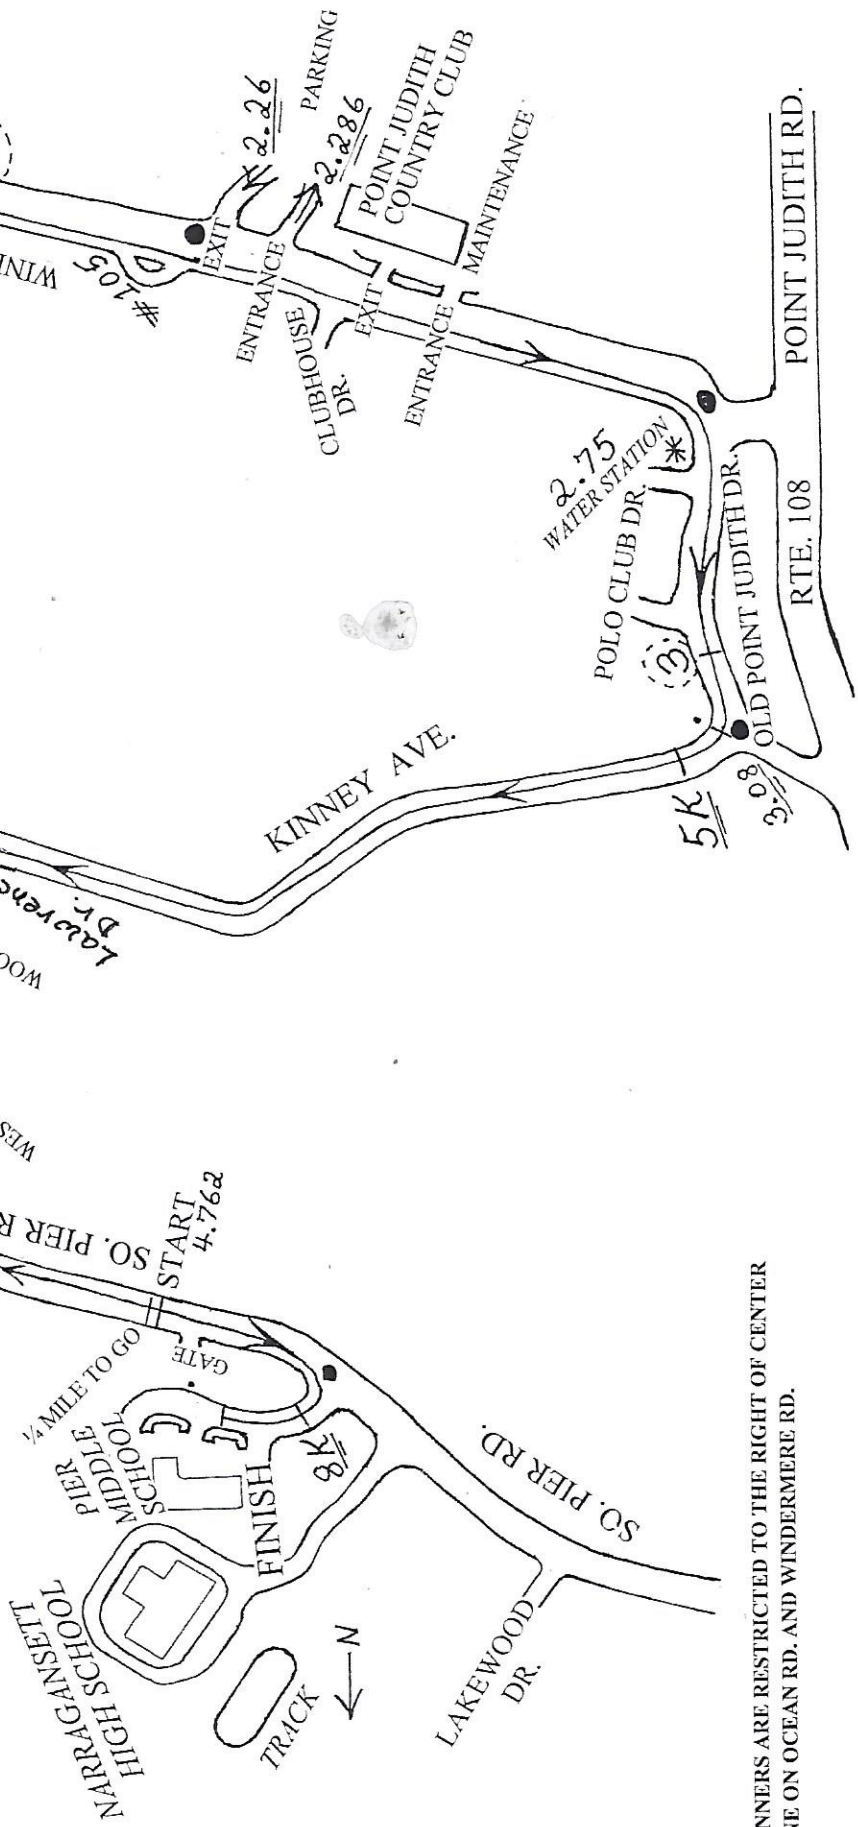 2.26
PARKING
2.286
POINT JUDITH
COUNTRY CLUB
#105
EXIT
ENTRANCE
CLUBHOUSE
DR.
EXIT
ENTRANCE
MAINTENANCE
2.75
WATER STATION
*
POLO CLUB DR.
3
OLD POINT JUDITH DR.
3.08
5K
POINT JUDITH RD.
RTE. 108
KINNEY AVE.
Dr.
SO. PIER
START
4.762
GATE
1/4 MILE TO GO
PIER
MIDDLE
SCHOOL
8K
FINISH
NARRAGANSETT
HIGH SCHOOL
TRACK
N
LAKEWOOD
DR.
SO. PIER RD.
ARE RESTRICTED TO THE RIGHT OF CENTER
ON OCEAN RD. AND WINDERMERE RD.